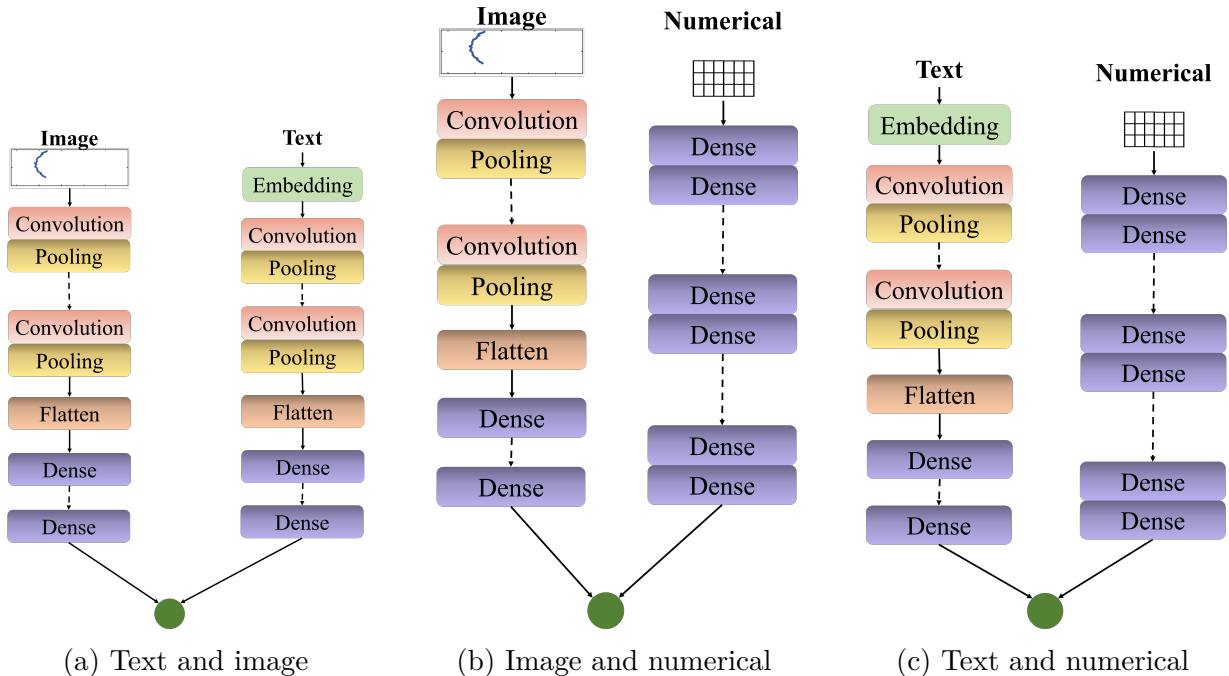 Image
Convolution
Pooling
Convolution
Pooling
Flatten
Dense
Dense
Text
Embedding
Convolution
Pooling
Convolution
Pooling
Flatten
Dense
Dense
(a) Text and image
Image
Convolution
Pooling
Convolution
Pooling
Flatten
Dense
Dense
Numerical
Dense
Dense
Dense
Dense
Dense
Dense
(b) Image and numerical
Text
Embedding
Convolution
Pooling
Convolution
Pooling
Flatten
Dense
Dense
Numerical
Dense
Dense
Dense
Dense
Dense
Dense
(c) Text and numerical